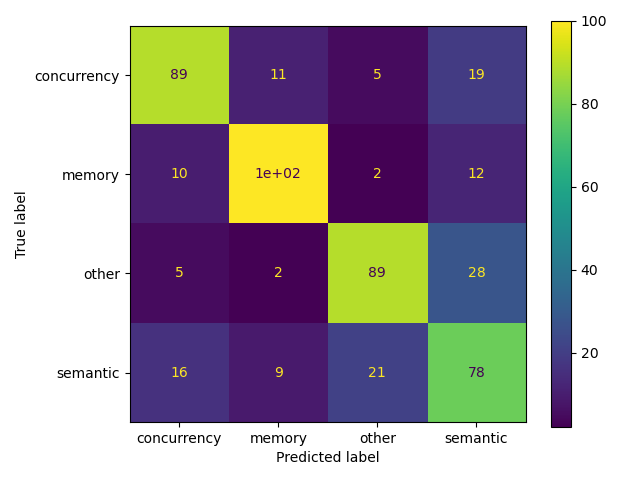 concurrency 89 11 5 19
memory 10 1e+02 2 12
other 5 2 89 28
semantic 16 9 21 78
concurrency memory other semantic
Predicted label
True label
100
80
60
40
20